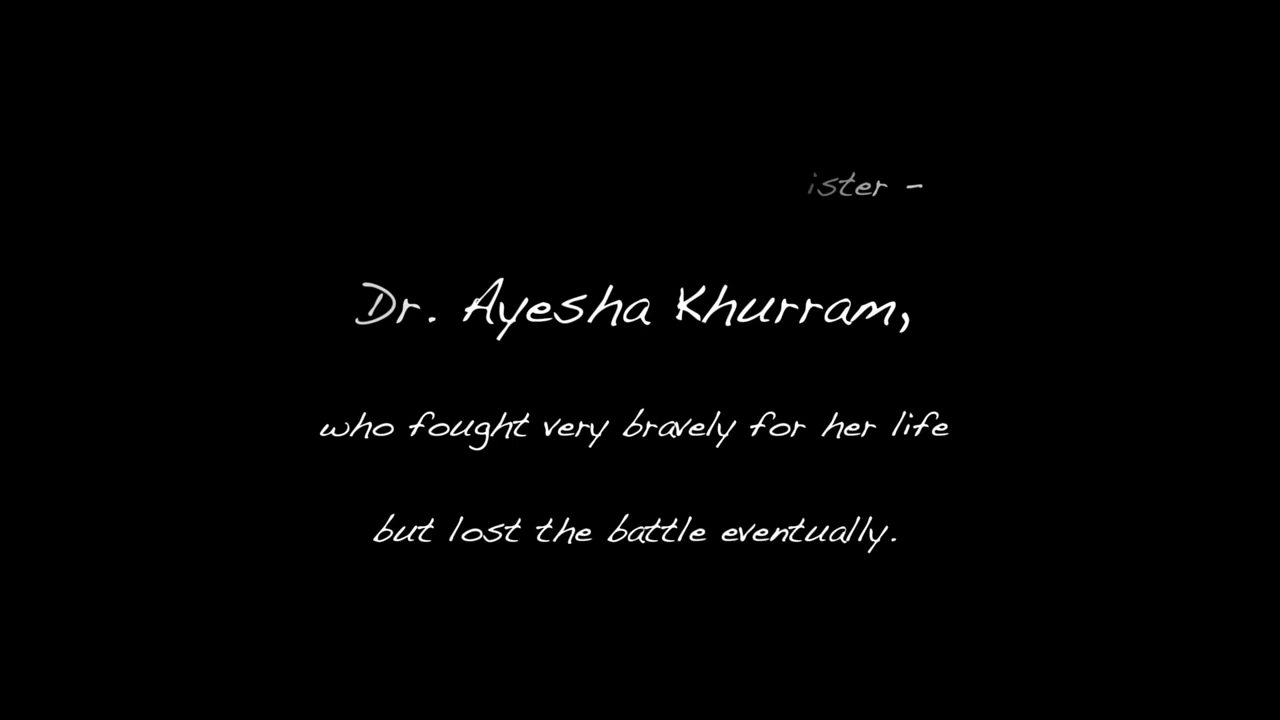 ister -
Dr. Ayesha Khurram,
who fought very bravely for her life
but lost the battle eventually.